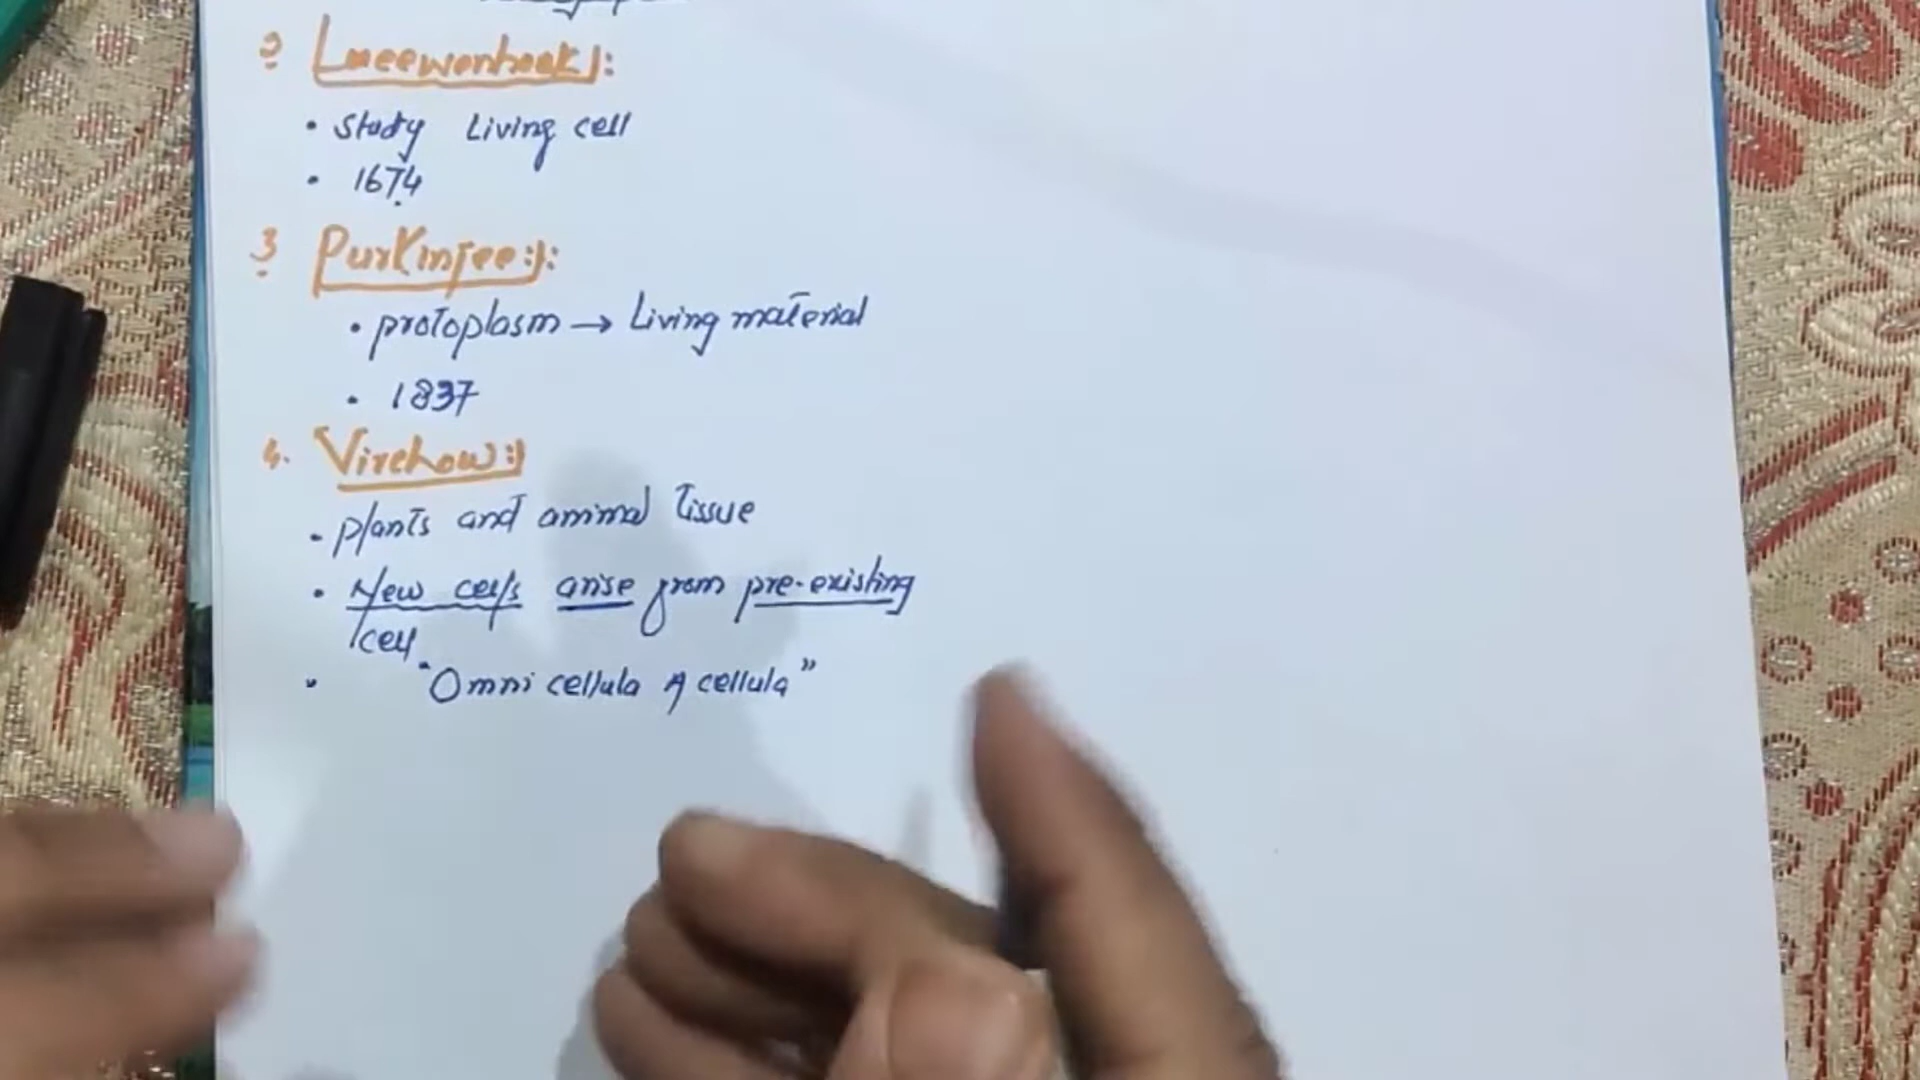 2 Leeewenhoek):
• Study Living cell
• 1674
3 Purkinjee:):
• protoplasm → Living material
• 1837
4. Virchow:)
• plants and animal Tissue
• New cells arise from pre-existing
cell
• "Omni cellula A cellula"